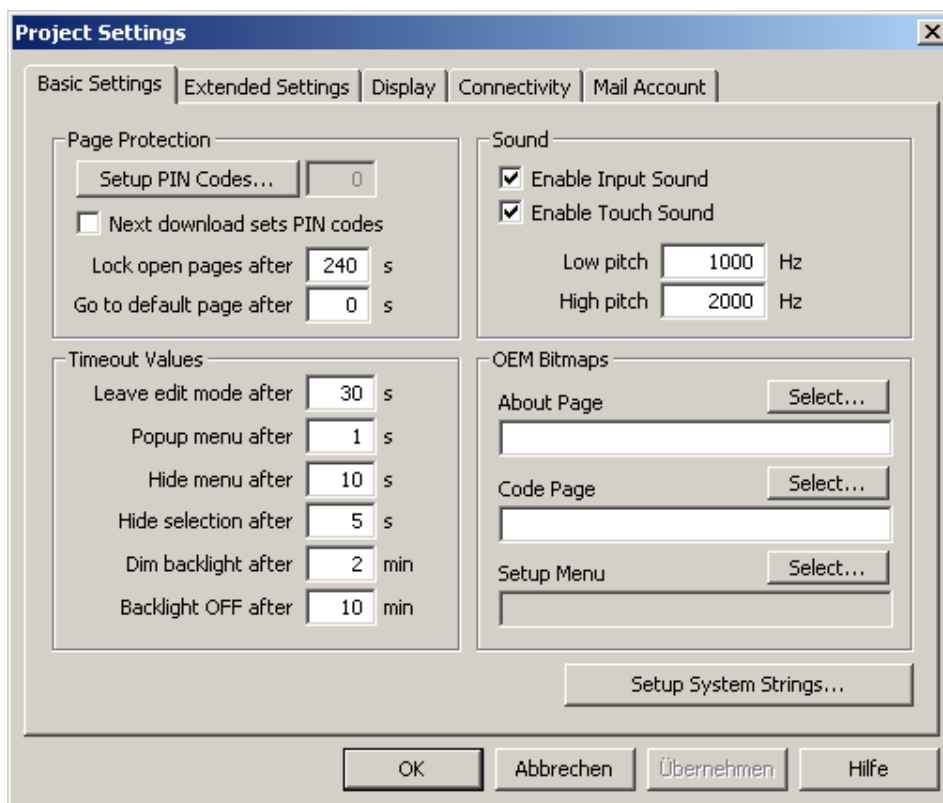 Project Settings
Basic Settings Extended Settings Display Connectivity Mail Account
Page Protection
Setup PIN Codes... 0
Next download sets PIN codes
Lock open pages after 240 s
Go to default page after 0 s
Sound
Enable Input Sound
Enable Touch Sound
Low pitch 1000 Hz
High pitch 2000 Hz
Timeout Values
Leave edit mode after 30 s
Popup menu after 1 s
Hide menu after 10 s
Hide selection after 5 s
Dim backlight after 2 min
Backlight OFF after 10 min
OEM Bitmaps
About Page Select...
Code Page Select...
Setup Menu Select...
Setup System Strings...
OK Abbrechen Übernehmen Hilfe